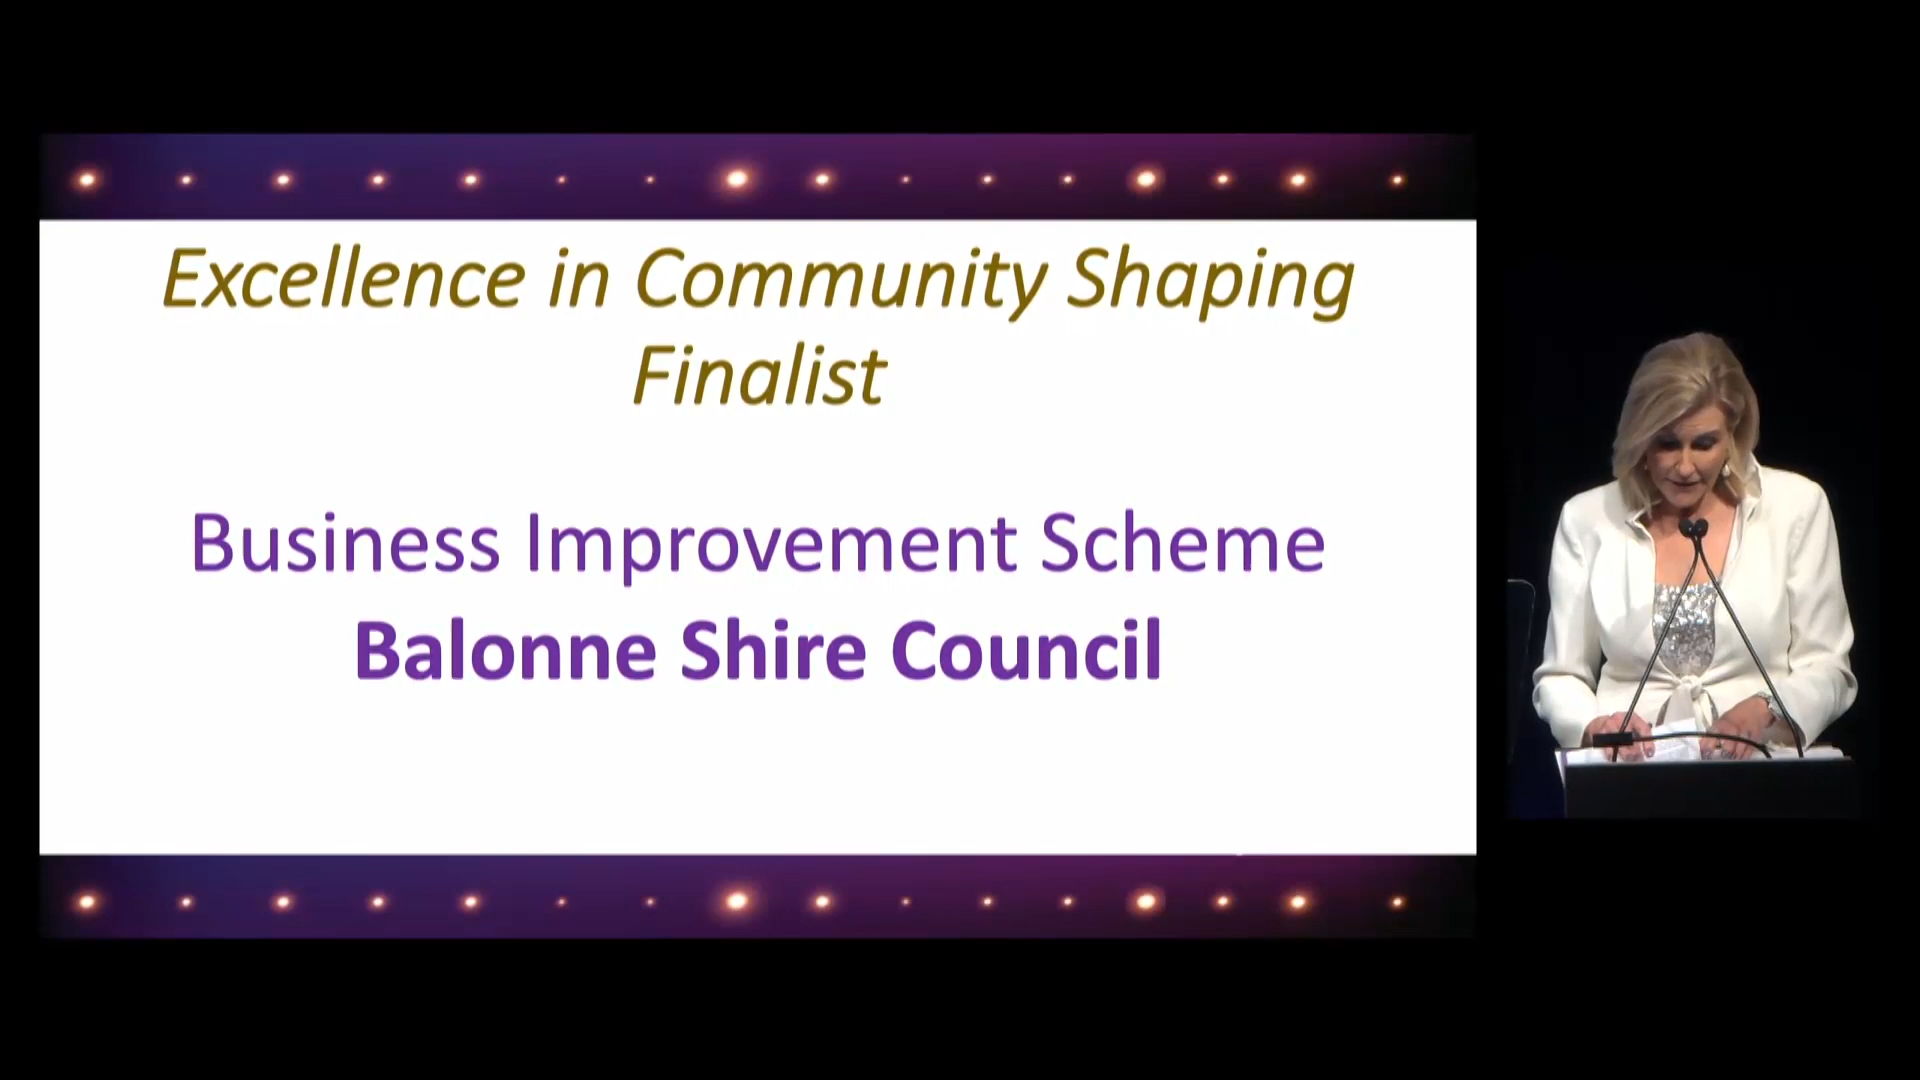 Excellence in Community Shaping
Finalist
Business Improvement Scheme
Balonne Shire Council